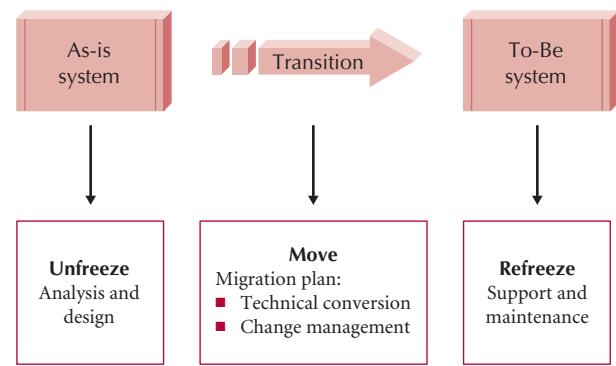 As-is
system
Transition
To-Be
system
Unfreeze
Analysis and
design
Move
Migration plan:
■ Technical conversion
■ Change management
Refreeze
Support and
maintenance